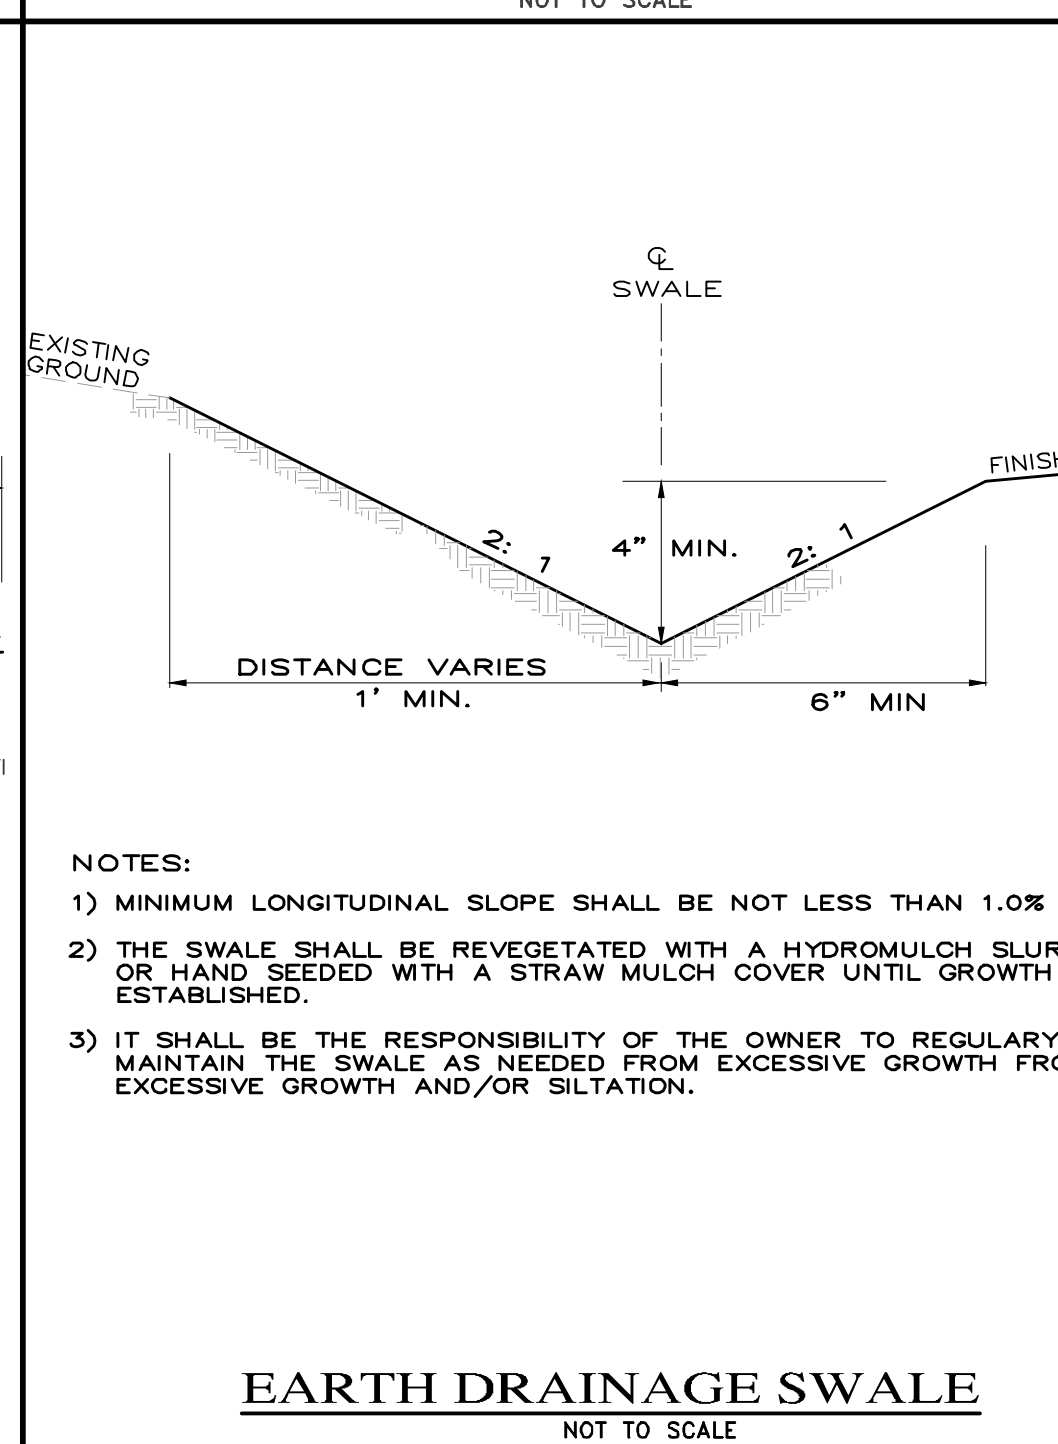 NOT TO SCALE
℄
SWALE
EXISTING
GROUND
FINISH
2: 1
4" MIN.
2: 1
DISTANCE VARIES
1' MIN.
6" MIN
NOTES:
1) MINIMUM LONGITUDINAL SLOPE SHALL BE NOT LESS THAN 1.0%
2) THE SWALE SHALL BE REVEGETATED WITH A HYDROMULCH
OR HAND SEEDED WITH A STRAW MULCH COVER UNTIL GROWTH
ESTABLISHED.
3) IT SHALL BE THE RESPONSIBILITY OF THE OWNER TO REGULARY
MAINTAIN THE SWALE AS NEEDED FROM EXCESSIVE GROWTH
EXCESSIVE GROWTH AND/OR SILTATION.
EARTH DRAINAGE SWALE
NOT TO SCALE